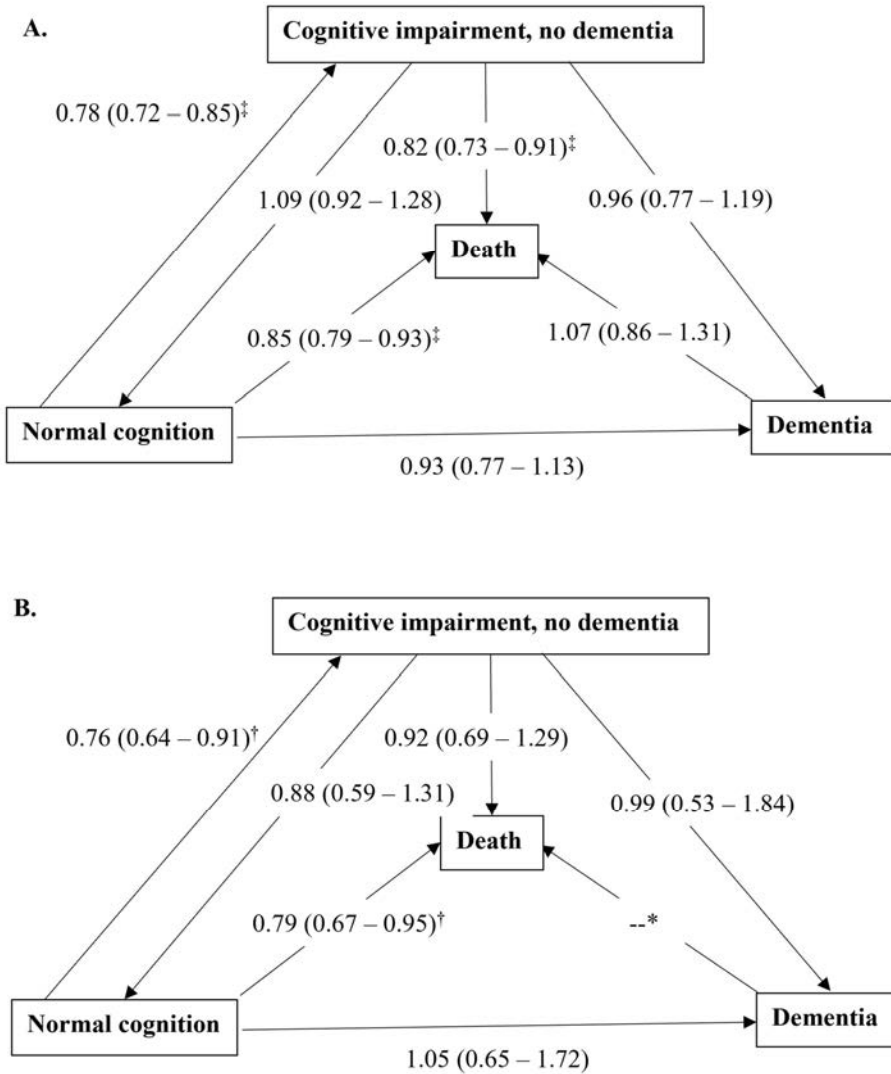 A.
Cognitive impairment, no dementia
0.78 (0.72 – 0.85)‡
0.82 (0.73 – 0.91)‡
1.09 (0.92 – 1.28)
0.96 (0.77 – 1.19)
Death
0.85 (0.79 – 0.93)‡
1.07 (0.86 – 1.31)
Normal cognition
Dementia
0.93 (0.77 – 1.13)
B.
Cognitive impairment, no dementia
0.76 (0.64 – 0.91)†
0.92 (0.69 – 1.29)
0.88 (0.59 – 1.31)
0.99 (0.53 – 1.84)
Death
0.79 (0.67 – 0.95)†
--*
Normal cognition
Dementia
1.05 (0.65 – 1.72)